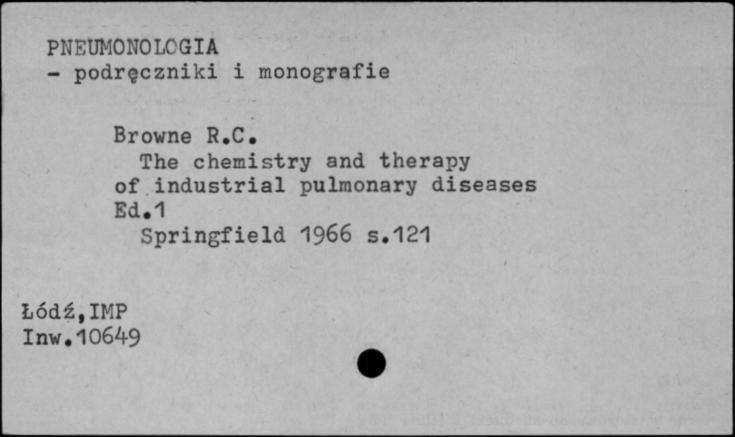 PNEUMONOLOGIA
- podręczniki i monografie
Browne R.C.
The chemistry and therapy
of industrial pulmonary diseases
Ed.1
Springfield 1966 s.121
Łódź,IMP
Inw.10649